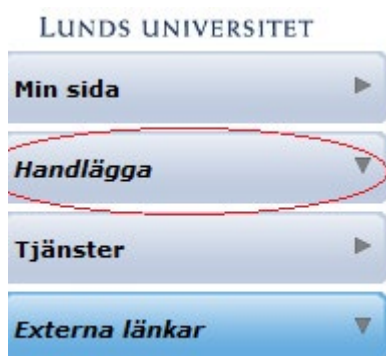 LUNDS UNIVERSITET
Min sida
Handlägga
Tjänster
Externa länkar